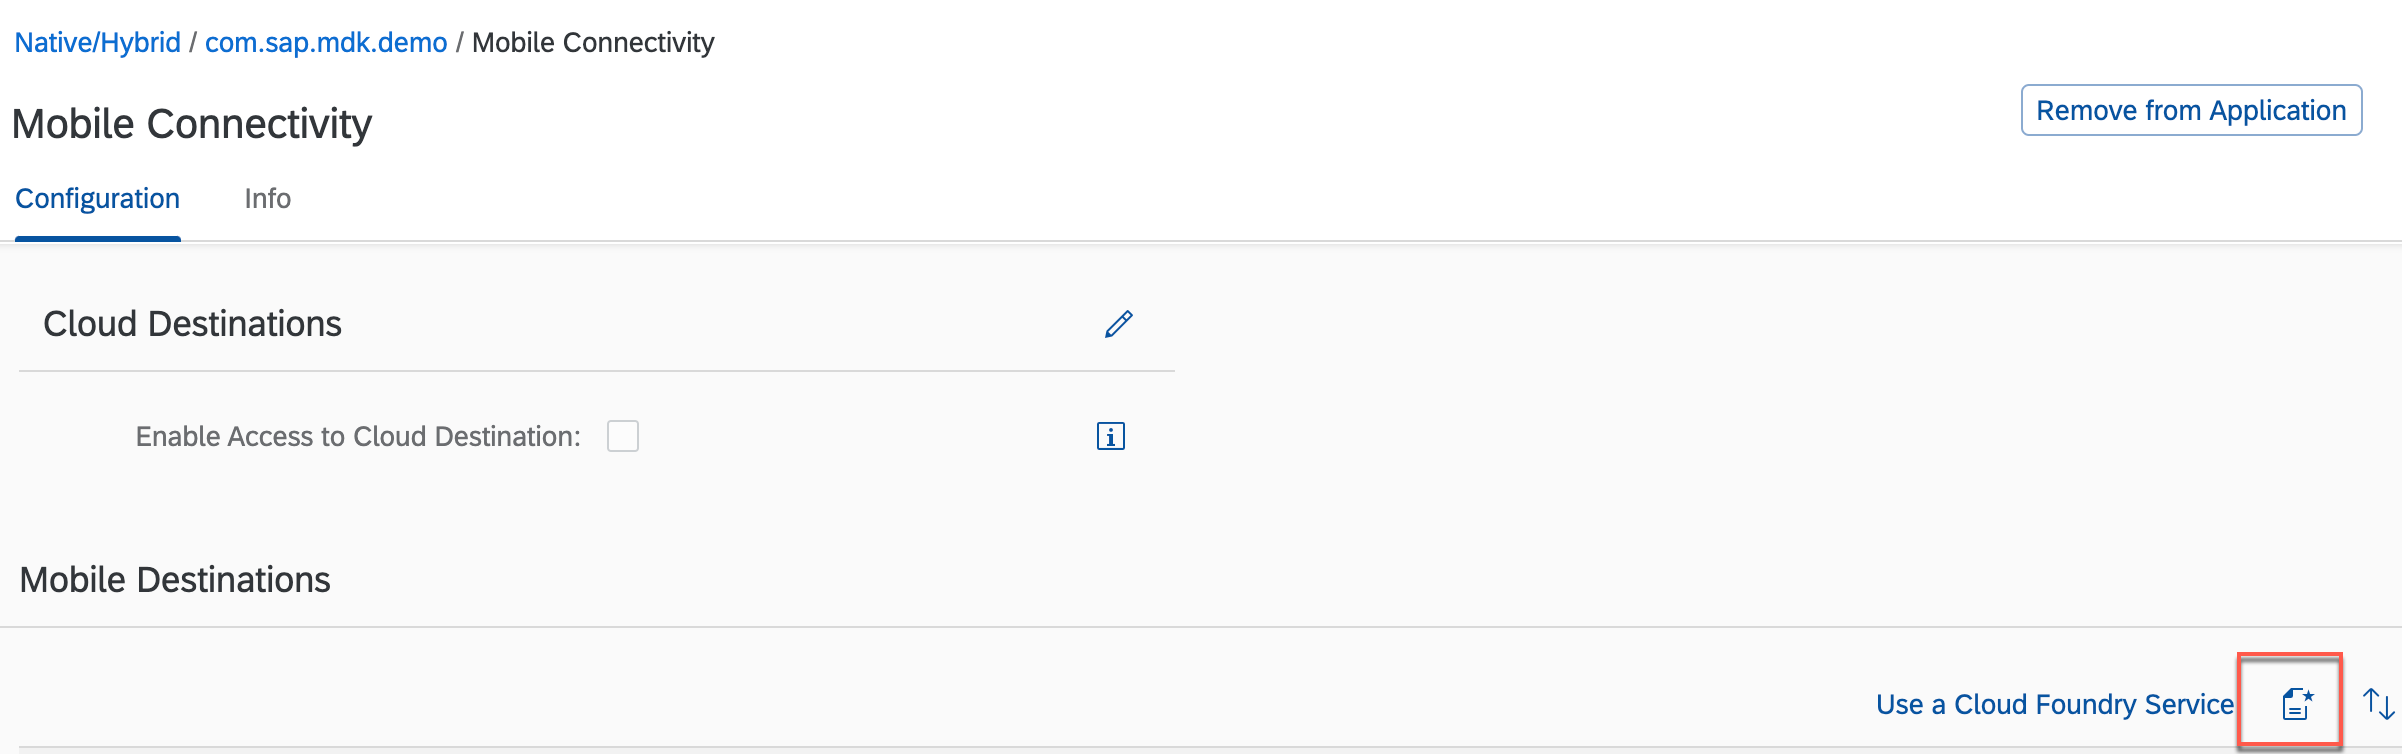 Native/Hybrid / com.sap.mdk.demo / Mobile Connectivity
Mobile Connectivity
Remove from Application
Configuration Info
Cloud Destinations
Enable Access to Cloud Destination:
Mobile Destinations
Use a Cloud Foundry Service